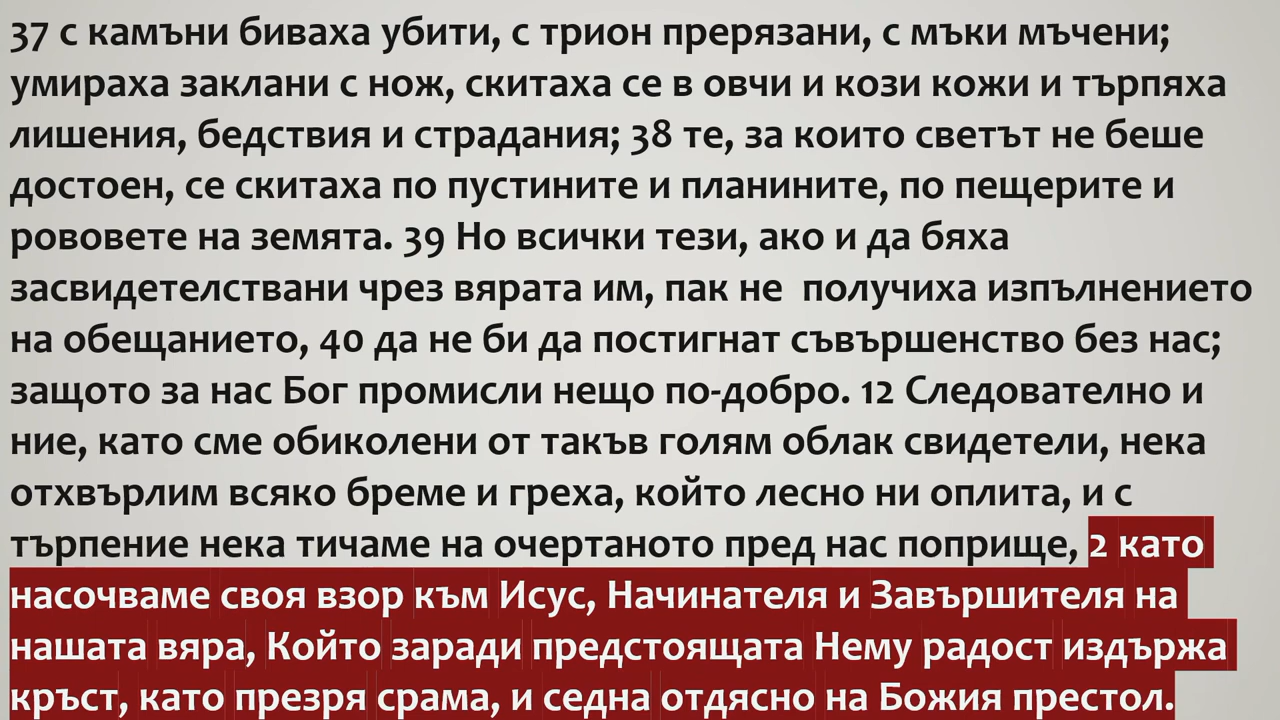 37 с камъни биваха убити, с трион прерязани, с мъки мъчени;
умираха заклани с нож, скитаха се в овчи и кози кожи и търпяха
лишения, бедствия и страдания; 38 те, за които светът не беше
достоен, се скитаха по пустините и планините, по пещерите и
рововете на земята. 39 Но всички тези, ако и да бяха
засвидетелствани чрез вярата им, пак не  получиха изпълнението
на обещанието, 40 да не би да постигнат съвършенство без нас;
защото за нас Бог промисли нещо по-добро. 12 Следователно и
ние, като сме обиколени от такъв голям облак свидетели, нека
отхвърлим всяко бреме и греха, който лесно ни оплита, и с
търпение нека тичаме на очертаното пред нас поприще, 2 като
насочваме своя взор към Исус, Начинателя и Завършителя на
нашата вяра, Който заради предстоящата Нему радост издържа
кръст, като презря срама, и седна отдясно на Божия престол.